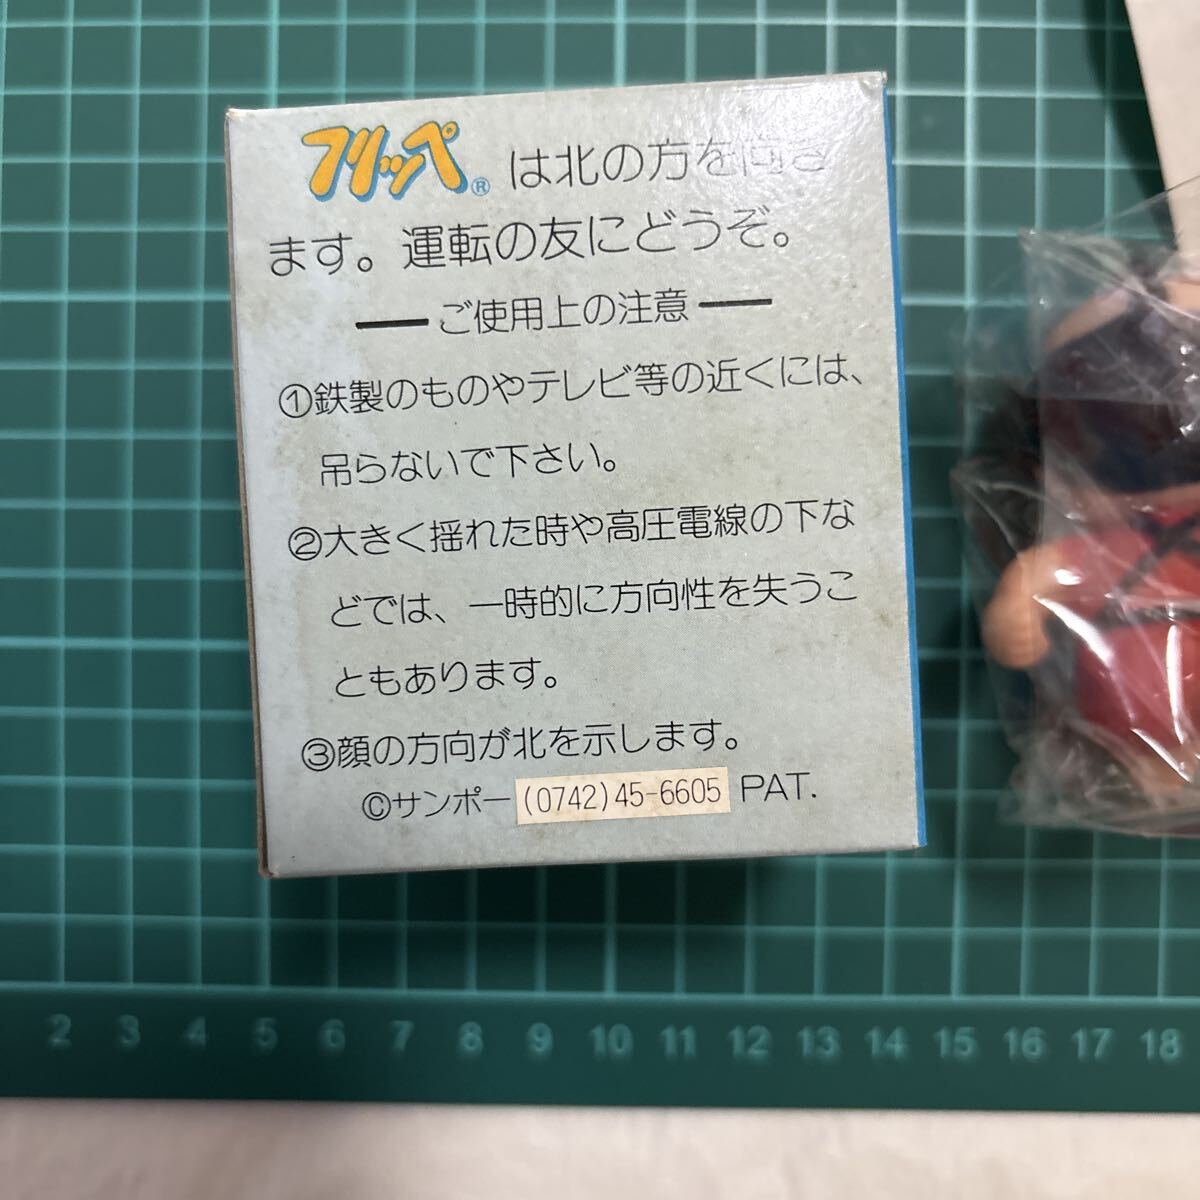 フリッペ® は北の方を向き
ます。運転の友にどうぞ。
ご使用上の注意
①鉄製のものやテレビ等の近くには、
吊らないで下さい。
②大きく揺れた時や高圧電線の下な
どでは、一時的に方向性を失うこ
ともあります。
③顔の方向が北を示します。
©サンポー (0742)45-6605 PAT.
2 3 4 5 6 7 8 9 10 11 12 13 14 15 16 17 18